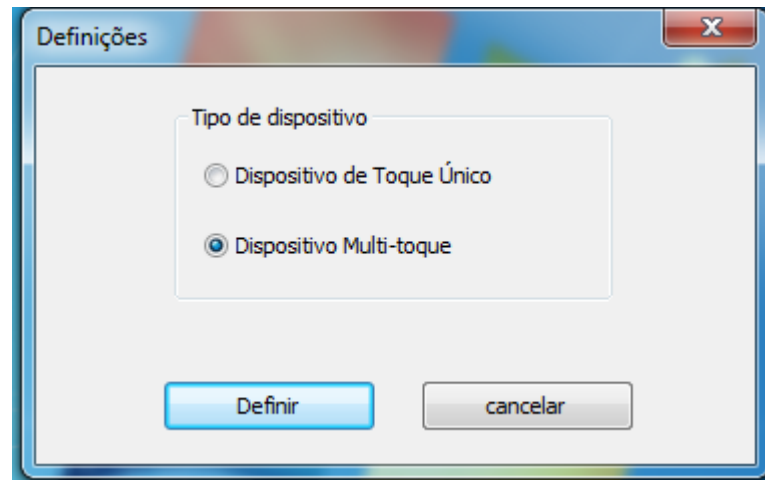 Definições
Tipo de dispositivo
Dispositivo de Toque Único
Dispositivo Multi-toque
Definir
cancelar